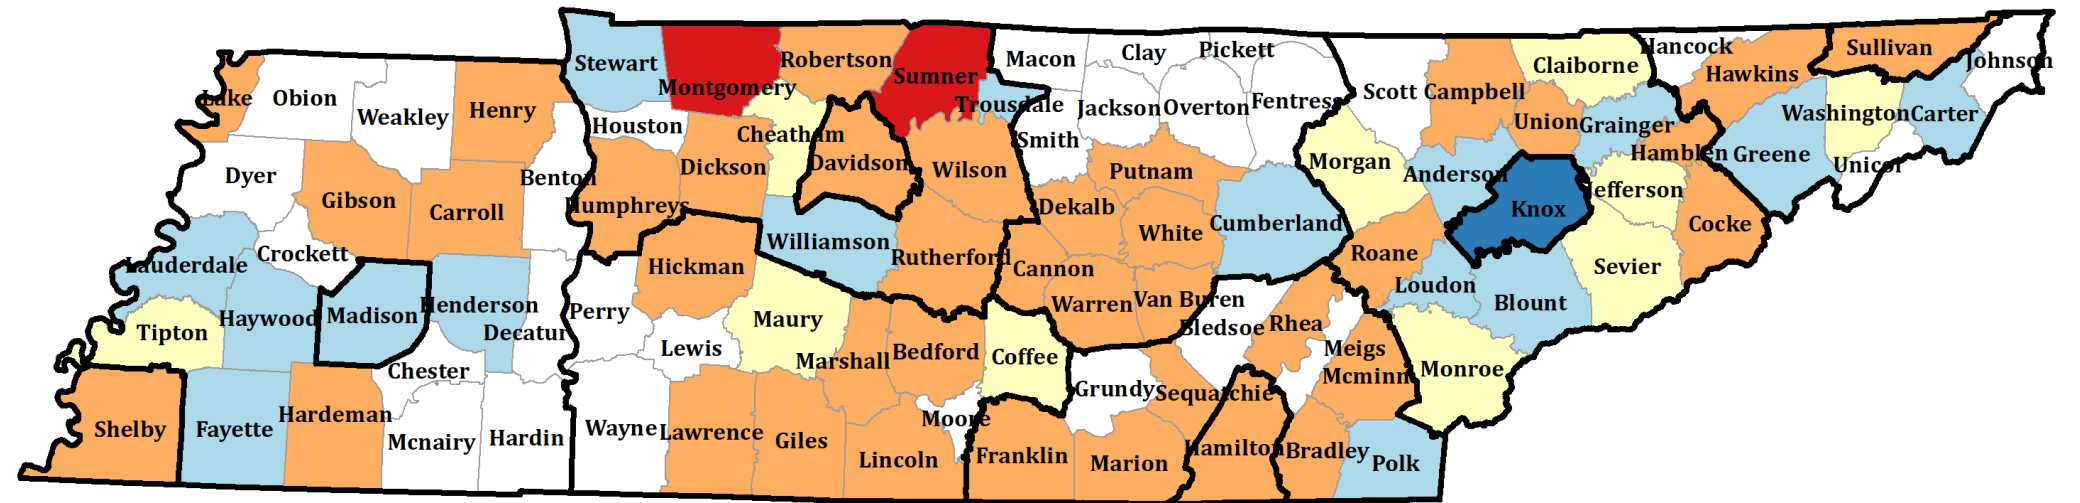 Stewart
Montgomery
Robertson
Sumner
Macon
Clay
Pickett
Hancock
Sullivan
Johnson
Lake
Obion
Weakley
Henry
Houston
Cheatham
Trousdale
Jackson
Overton
Fentress
Scott
Campbell
Claiborne
Hawkins
Washington
Carter
Dyer
Gibson
Carroll
Benton
Humphreys
Dickson
Davidson
Wilson
Smith
Putnam
Morgan
Anderson
Union
Grainger
Hamblen
Greene
Unicoi
Lauderdale
Crockett
Hickman
Williamson
Rutherford
Dekalb
White
Cumberland
Roane
Knox
Jefferson
Cocke
Tipton
Haywood
Madison
Henderson
Decatur
Perry
Lewis
Maury
Marshall
Bedford
Cannon
Coffee
Warren
Van Buren
Bledsoe
Rhea
Meigs
Mcminn
Loudon
Blount
Sevier
Monroe
Shelby
Fayette
Hardeman
Chester
Mcnairy
Hardin
Wayne
Lawrence
Giles
Lincoln
Moore
Franklin
Grundy
Sequatchie
Marion
Hamilton
Bradley
Polk